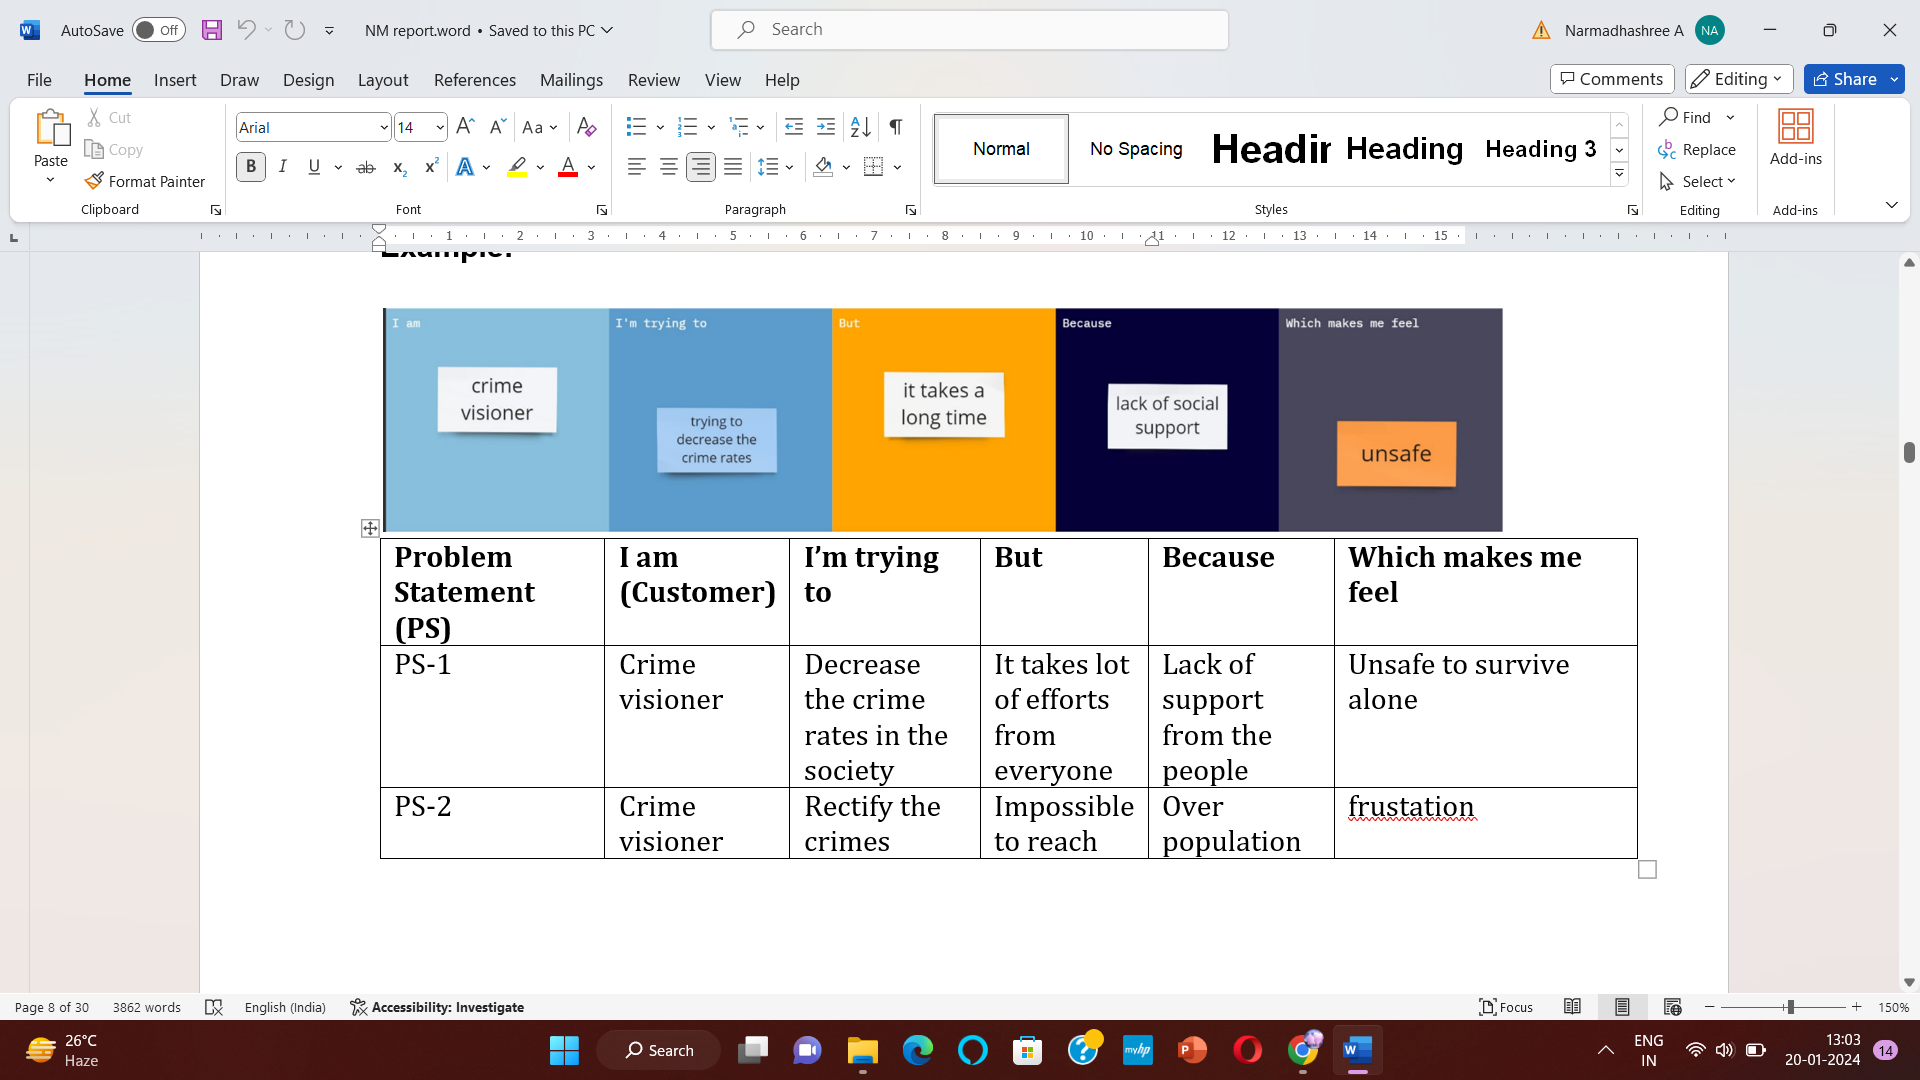 AutoSave Off NM report.word • Saved to this PC Search Narmadhashree A NA
File Home Insert Draw Design Layout References Mailings Review View Help Comments Editing Share
Paste Cut Copy Format Painter Clipboard
Arial 14 Aa
B I U ab x2 x2 A A
Font
Paragraph
Normal No Spacing Headir Heading Heading 3
Styles
Find
Replace
Select
Editing
Add-ins
Add-ins
1 2 3 4 5 6 7 8 9 10 11 12 13 14 15
Example:
I am I'm trying to But Because Which makes me feel
crime
visioner
trying to
decrease the
crime rates
it takes a
long time
lack of social
support
unsafe
Problem Statement (PS) I am (Customer) I’m trying to But Because Which makes me feel
PS-1 Crime visioner Decrease the crime rates in the society It takes lot of efforts from everyone Lack of support from the people Unsafe to survive alone
PS-2 Crime visioner Rectify the crimes Impossible to reach Over population frustation
Page 8 of 30 3862 words English (India) Accessibility: Investigate Focus 150%
26°C
Haze
Search
myhp
ENG
IN
13:03
20-01-2024
14